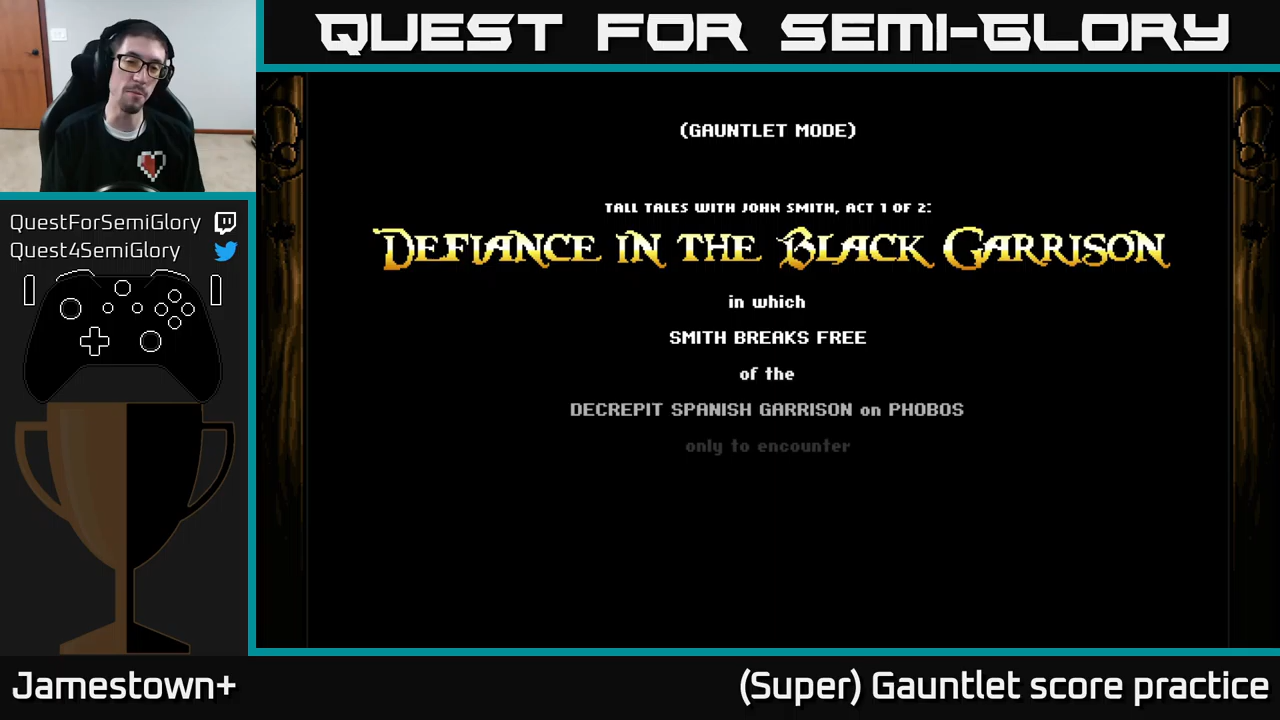 QUEST FOR SEMI-GLORY
(GAUNTLET MODE)
TALL TALES WITH JOHN SMITH, ACT 1 OF 2:
DEFIANCE IN THE BLACK GARRISON
in which
SMITH BREAKS FREE
of the
DECREPIT SPANISH GARRISON on PHOBOS
only to encounter
QuestForSemiGlory
Quest4SemiGlory
Jamestown+
(Super) Gauntlet score practice